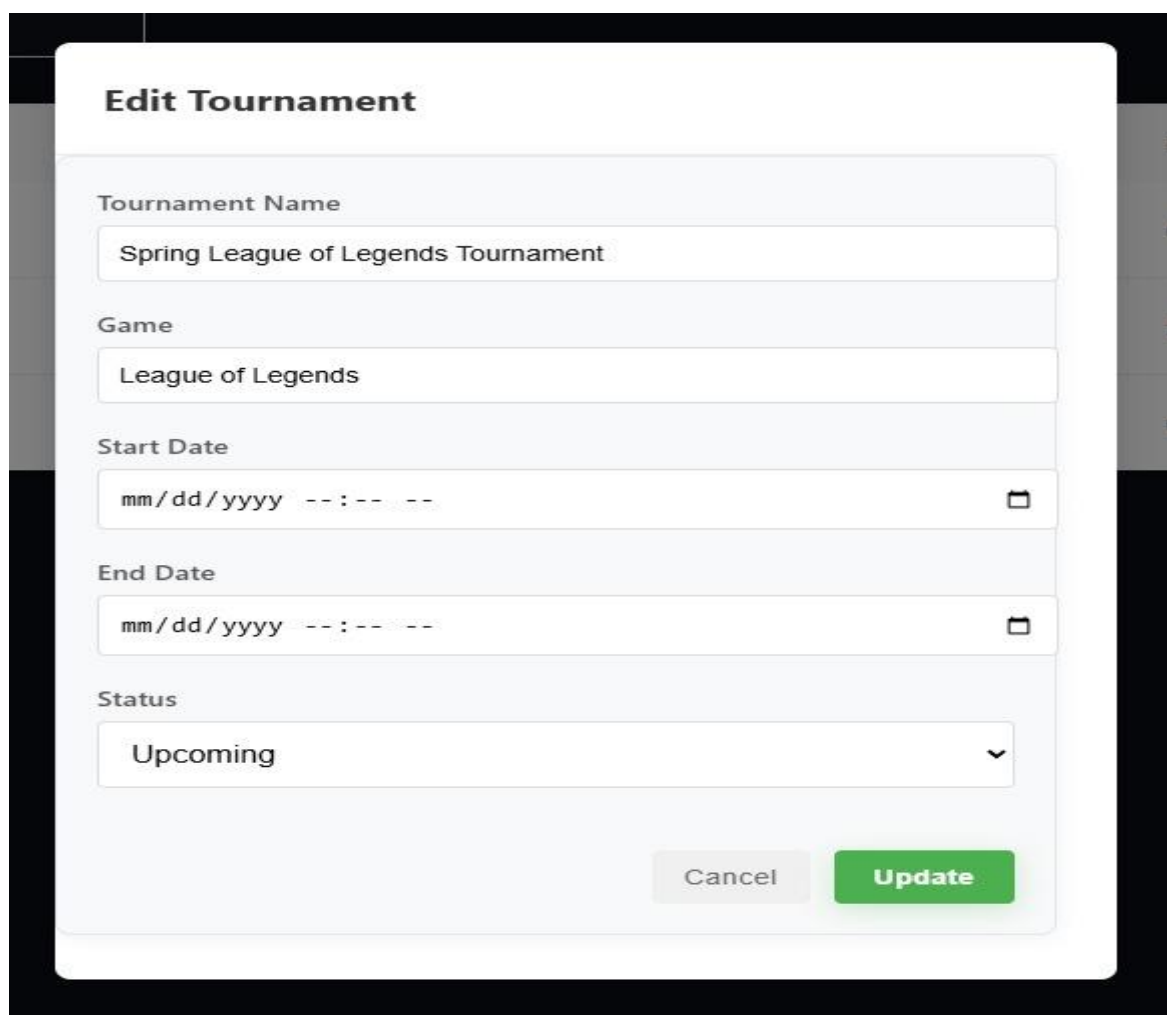 Edit Tournament
Tournament Name
Spring League of Legends Tournament
Game
League of Legends
Start Date
mm/dd/yyyy --:-- --
End Date
mm/dd/yyyy --:-- --
Status
Upcoming
Cancel Update